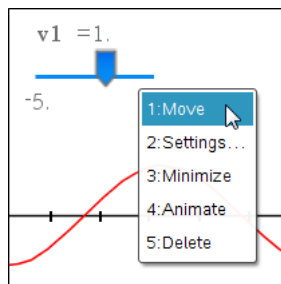 v1 =1.
-5.
1:Move
2:Settings...
3:Minimize
4:Animate
5:Delete